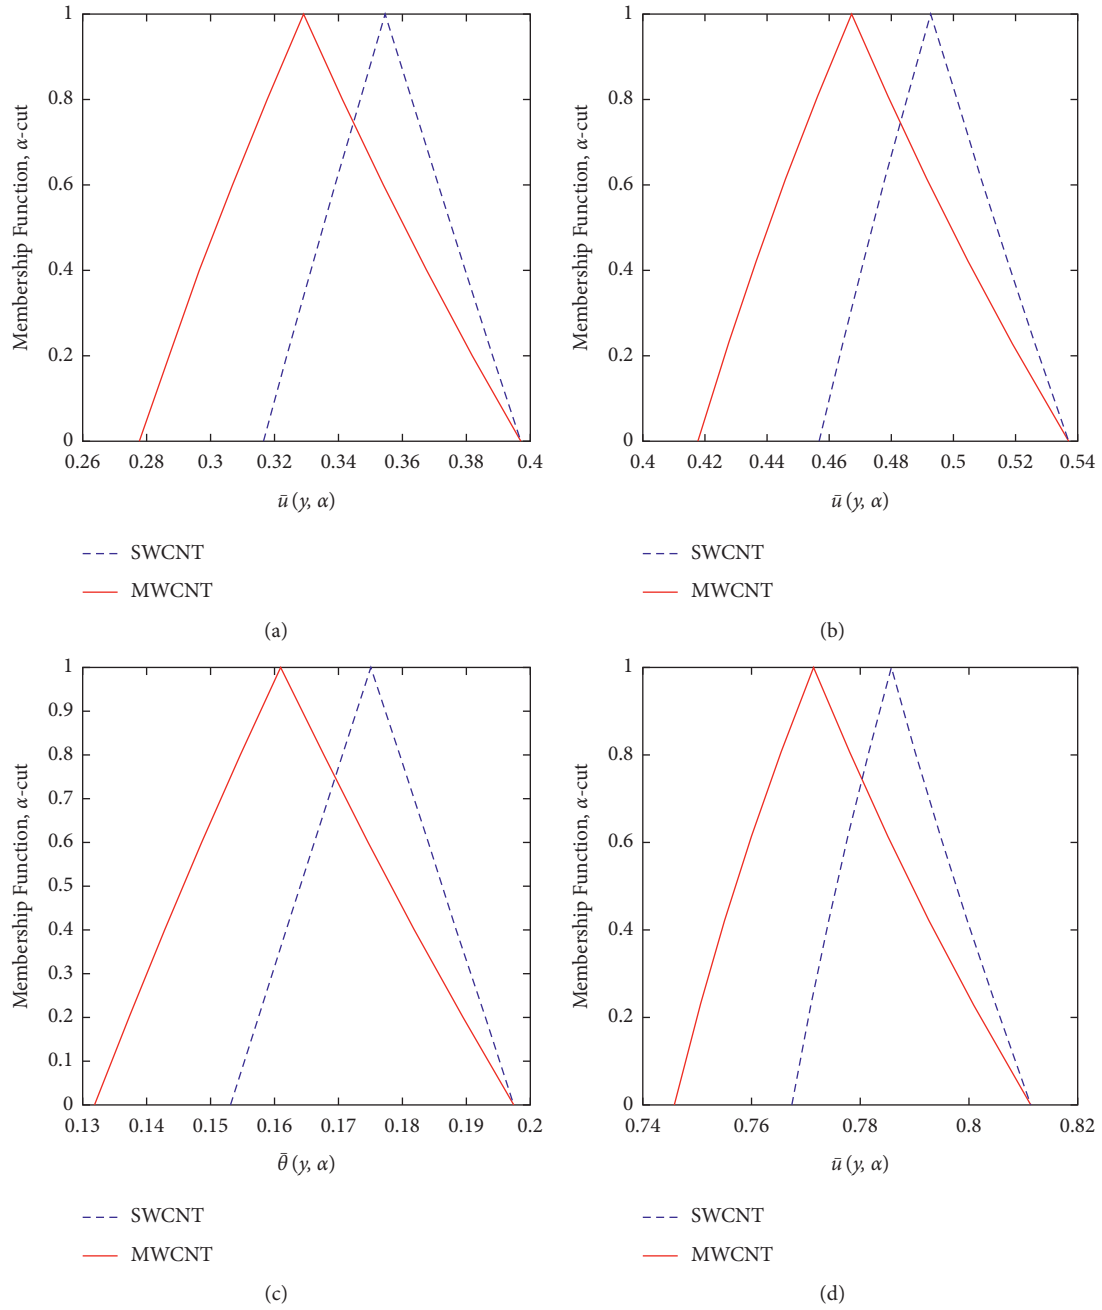 1
0.8
0.6
0.4
0.2
0
Membership Function, α-cut
0.26 0.28 0.3 0.32 0.34 0.36 0.38 0.4
ū (y, α)
SWCNT
MWCNT
(a)
1
0.8
0.6
0.4
0.2
0
Membership Function, α-cut
0.4 0.42 0.44 0.46 0.48 0.5 0.52 0.54
ū (y, α)
SWCNT
MWCNT
(b)
1
0.9
0.8
0.7
0.6
0.5
0.4
0.3
0.2
0.1
0
Membership Function, α-cut
0.13 0.14 0.15 0.16 0.17 0.18 0.19 0.2
θ̄ (y, α)
SWCNT
MWCNT
(c)
1
0.8
0.6
0.4
0.2
0
Membership Function, α-cut
0.74 0.76 0.78 0.8 0.82
ū (y, α)
SWCNT
MWCNT
(d)